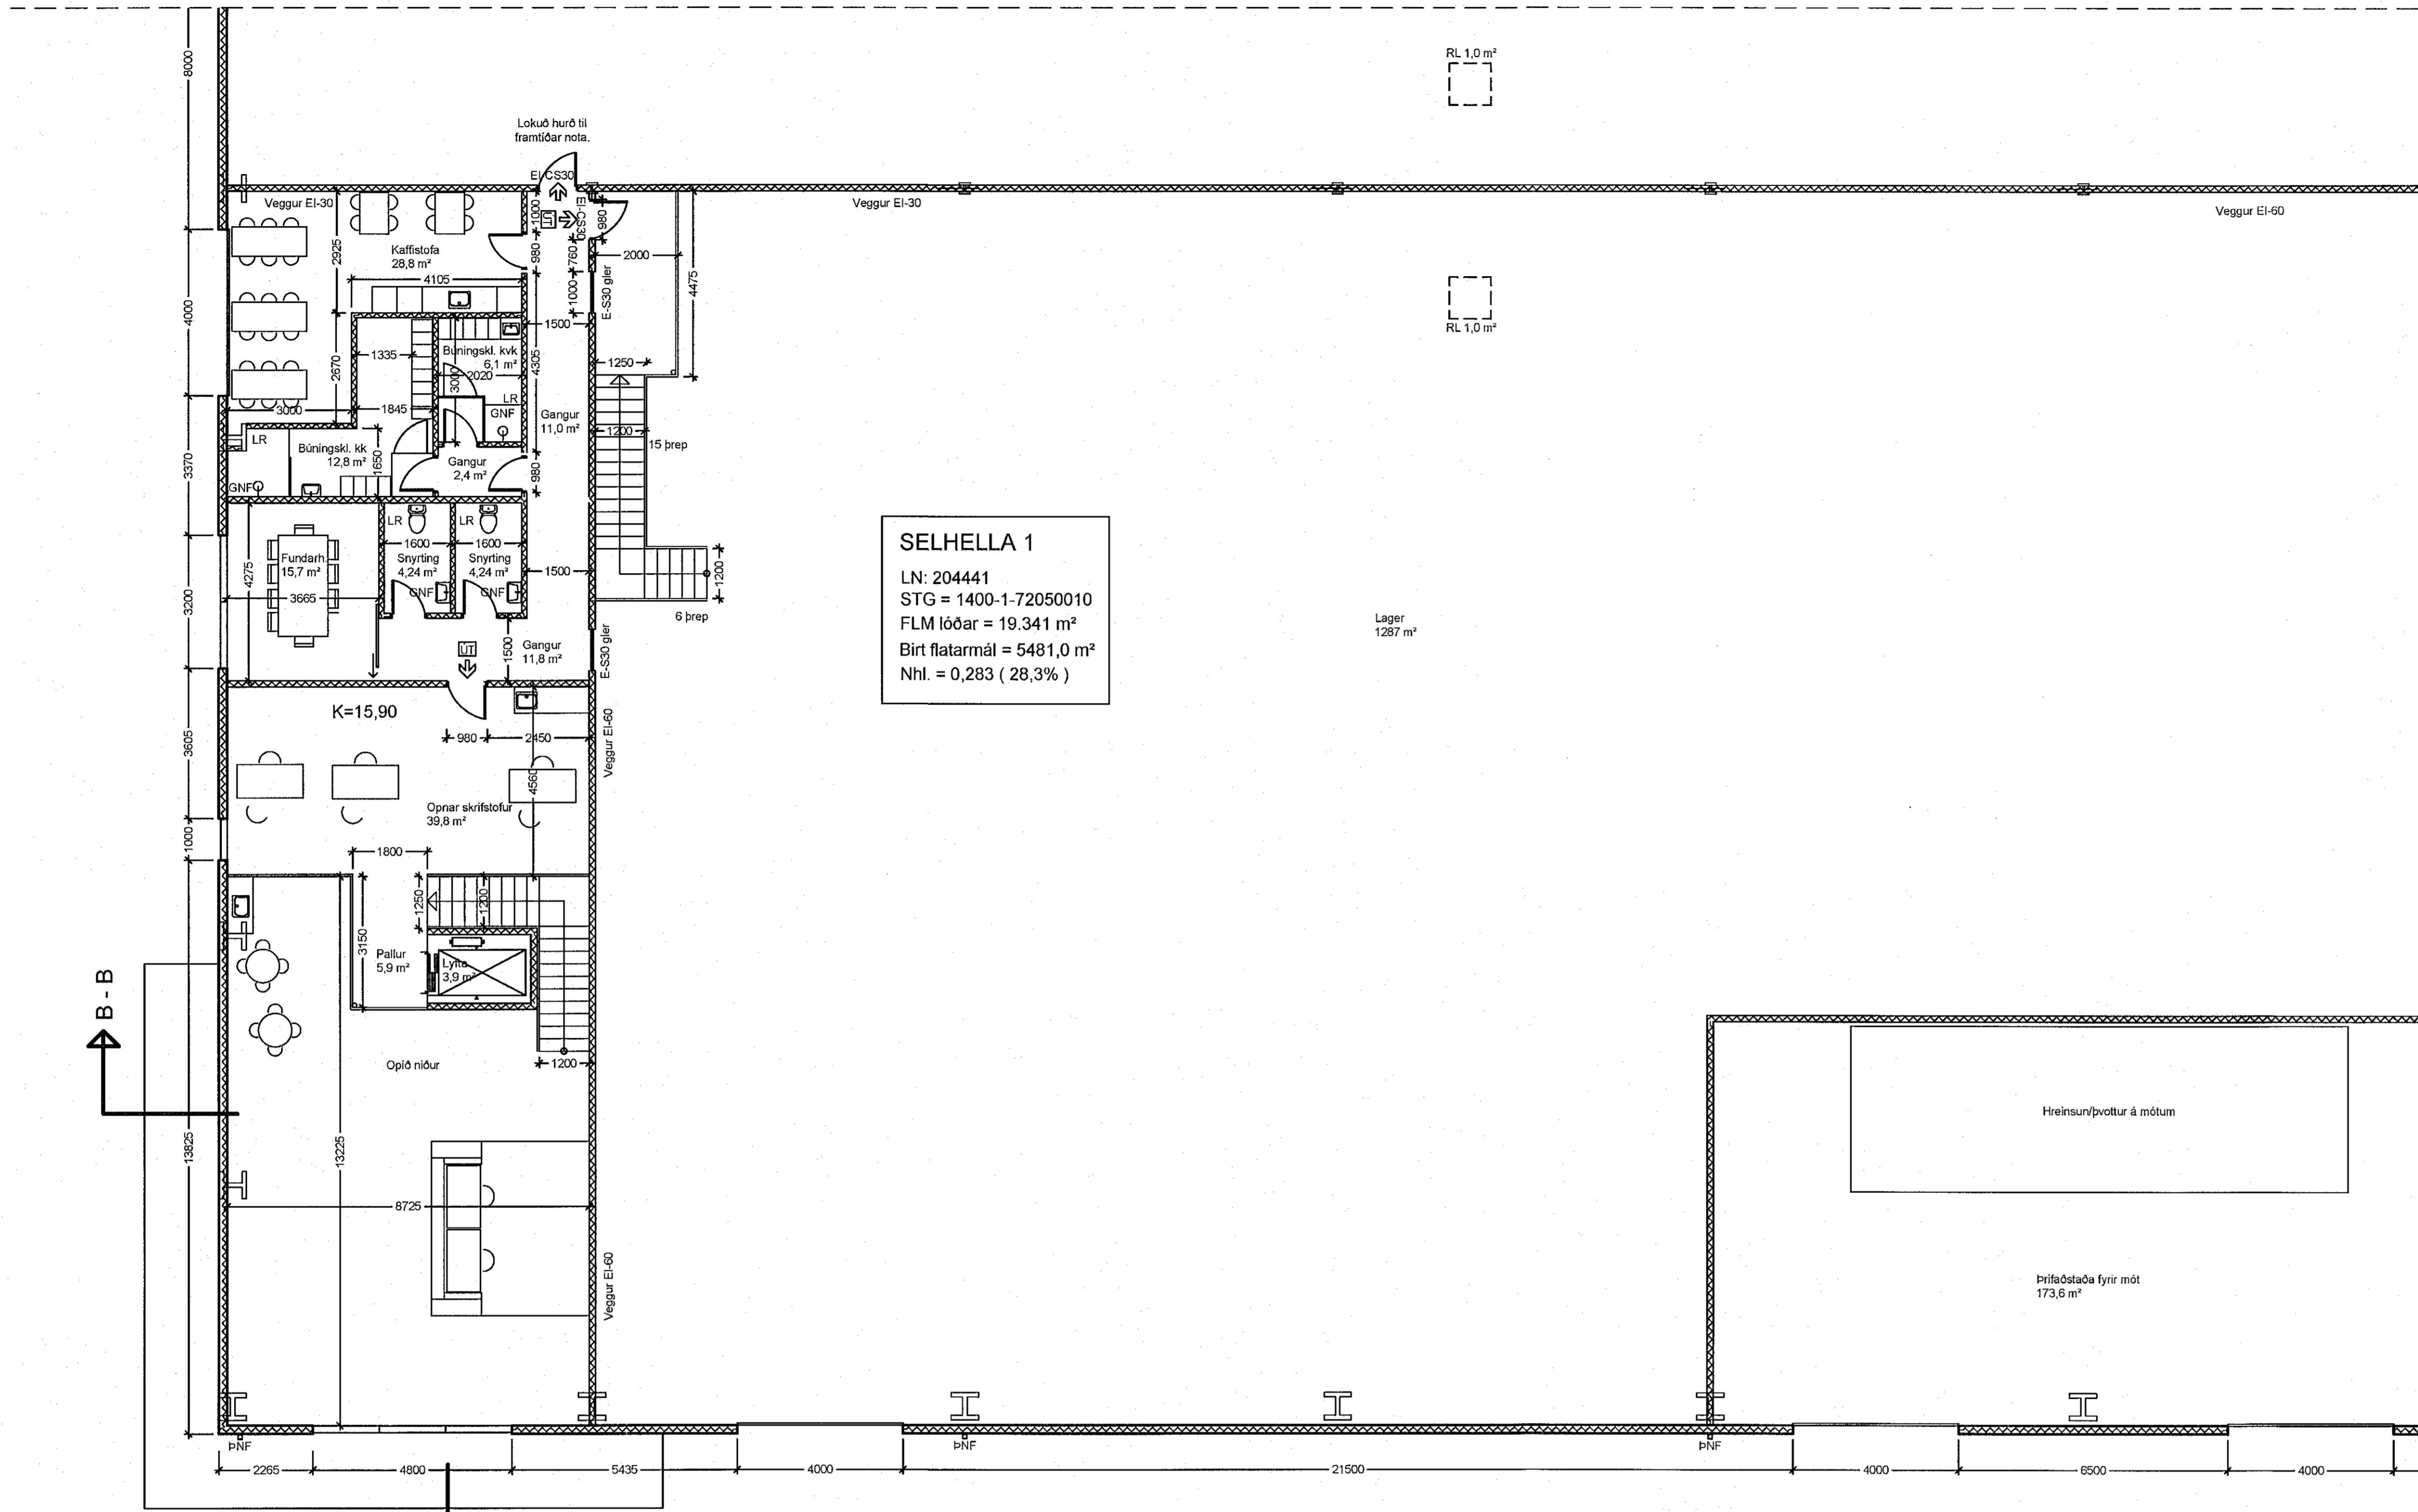 RL 1,0 m²
8000
Lokuð hurð til
framtíðar nota.
EI-CS30
Veggur EI-30
1000
ÚT
EI-CS30
980
Veggur EI-30
Veggur EI-60
2925
Kaffistofa
28,8 m²
980
760
2000
4105
1000
E-S30 gler
4475
RL 1,0 m²
4000
1500
1335
Búningskl. kvk
6,1 m²
4305
1250
2670
3000
2020
3000
1845
LR
GNF
Gangur
11,0 m²
1200
15 þrep
LR
Búningskl. kk
12,8 m²
1650
Gangur
2,4 m²
3370
980
GNF
LR
LR
1600
1600
Fundarh.
15,7 m²
Snyrting
4,24 m²
Snyrting
4,24 m²
4275
1500
1200
GNF
GNF
3200
3665
6 þrep
ÚT
1500
Gangur
11,8 m²
E-S30 gler
SELHELLA 1
LN: 204441
STG = 1400-1-72050010
FLM lóðar = 19.341 m²
Birt flatarmál = 5481,0 m²
Nhl. = 0,283 ( 28,3% )
Lager
1287 m²
K=15,90
3605
980
2450
Veggur EI-60
4560
Opnar skrifstofur
39,8 m²
1000
1800
1250
1200
3150
Pallur
5,9 m²
Lyfta
3,9 m²
B - B
Opið niður
1200
13825
13225
8725
Veggur EI-60
Hreinsun/þvottur á mótum
Þrifaðstaða fyrir mót
173,6 m²
ÞNF
ÞNF
ÞNF
2265
4800
5435
4000
21500
4000
6500
4000